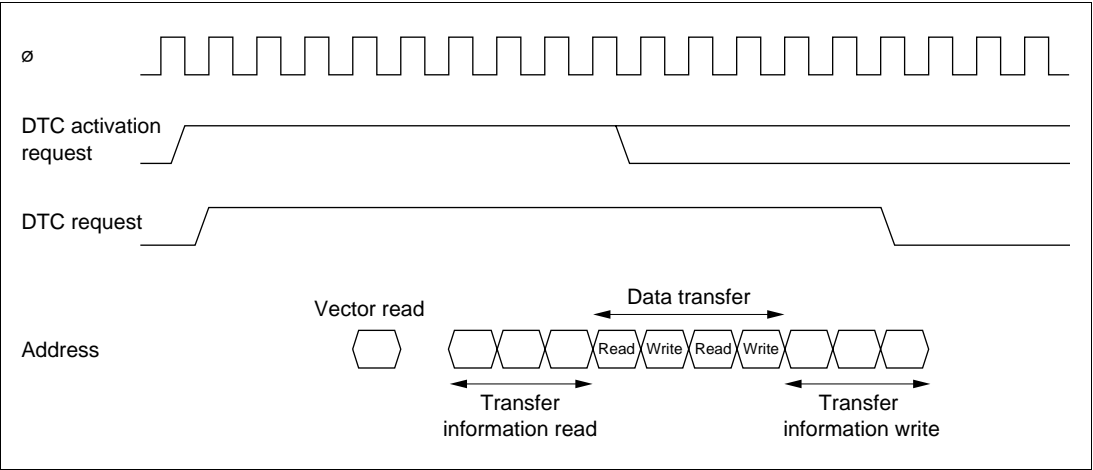 ø
DTC activation
request
DTC request
Data transfer
Vector read
Address
Read Write Read Write
Transfer
information read
Transfer
information write